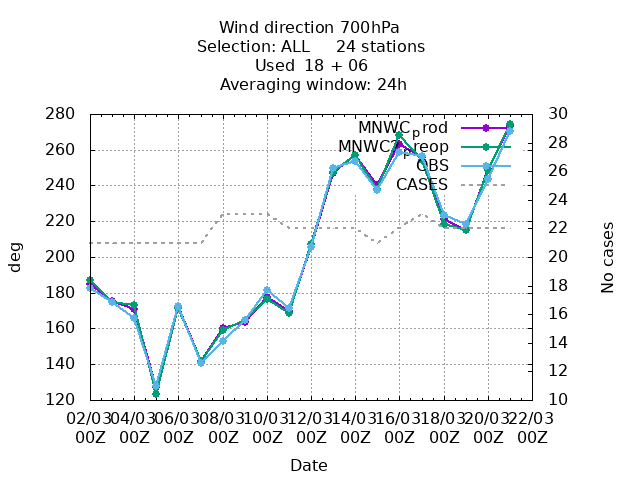 Wind direction 700hPa
Selection: ALL 24 stations
Used 18 + 06
Averaging window: 24h
280 30
MNWCprod
28
260 MNWC2preop
26
OBS
240 CASES
24
220 22
deg
200 20
No cases
180 18
16
160
14
140 12
120 10
02/03 04/03 06/03 08/03 10/03 12/03 14/03 16/03 18/03 20/03 22/03
00Z 00Z 00Z 00Z 00Z 00Z 00Z 00Z 00Z 00Z 00Z
Date